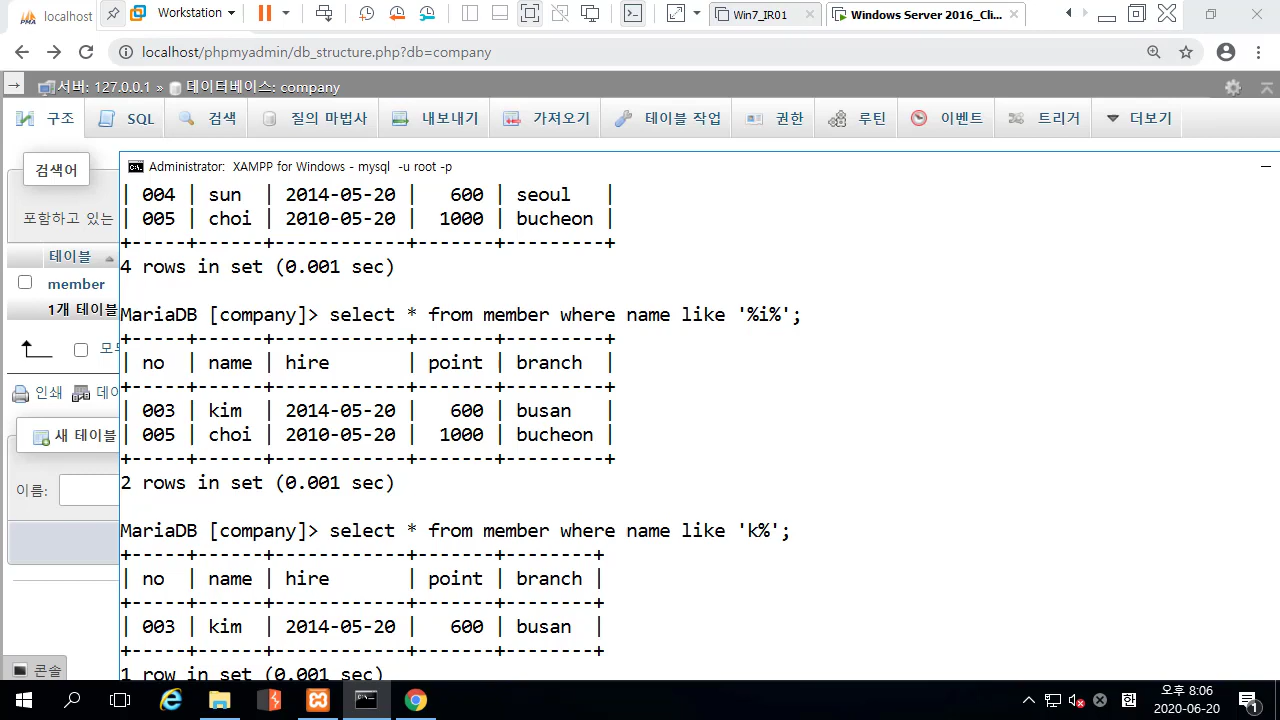 localhost
Workstation
Win7_IR01
Windows Server 2016_Cli...
localhost/phpmyadmin/db_structure.php?db=company
서버: 127.0.0.1 » 데이터베이스: company
구조 SQL 검색 질의 마법사 내보내기 가져오기 테이블 작업 권한 루틴 이벤트 트리거 더보기
검색어
포함하고 있는
테이블
member
1개 테이블
인쇄
새 테이블
이름:
콘솔
Administrator: XAMPP for Windows - mysql -u root -p
| 004 | sun  | 2014-05-20 |   600 | seoul   |
| 005 | choi | 2010-05-20 |  1000 | bucheon |
+-----+------+------------+-------+---------+
4 rows in set (0.001 sec)
MariaDB [company]> select * from member where name like '%i%';
+-----+------+------------+-------+---------+
| no  | name | hire       | point | branch  |
+-----+------+------------+-------+---------+
| 003 | kim  | 2014-05-20 |   600 | busan   |
| 005 | choi | 2010-05-20 |  1000 | bucheon |
+-----+------+------------+-------+---------+
2 rows in set (0.001 sec)
MariaDB [company]> select * from member where name like 'k%';
+-----+------+------------+-------+--------+
| no  | name | hire       | point | branch |
+-----+------+------------+-------+--------+
| 003 | kim  | 2014-05-20 |   600 | busan  |
+-----+------+------------+-------+--------+
1 row in set (0.001 sec)
한
오후 8:06
2020-06-20
1